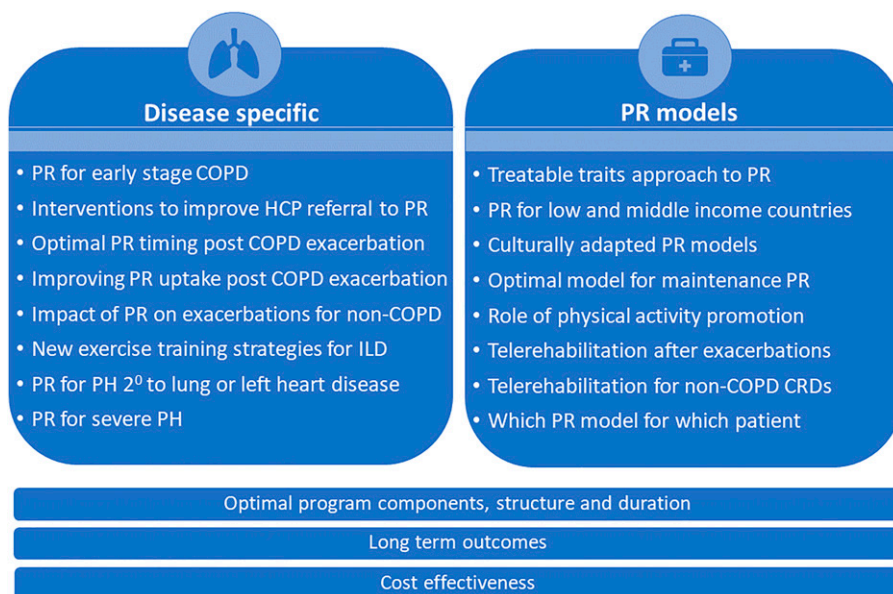 Disease specific
• PR for early stage COPD
• Interventions to improve HCP referral to PR
• Optimal PR timing post COPD exacerbation
• Improving PR uptake post COPD exacerbation
• Impact of PR on exacerbations for non-COPD
• New exercise training strategies for ILD
• PR for PH 2⁰ to lung or left heart disease
• PR for severe PH
PR models
• Treatable traits approach to PR
• PR for low and middle income countries
• Culturally adapted PR models
• Optimal model for maintenance PR
• Role of physical activity promotion
• Telerehabilitation after exacerbations
• Telerehabilitation for non-COPD CRDs
• Which PR model for which patient
Optimal program components, structure and duration
Long term outcomes
Cost effectiveness